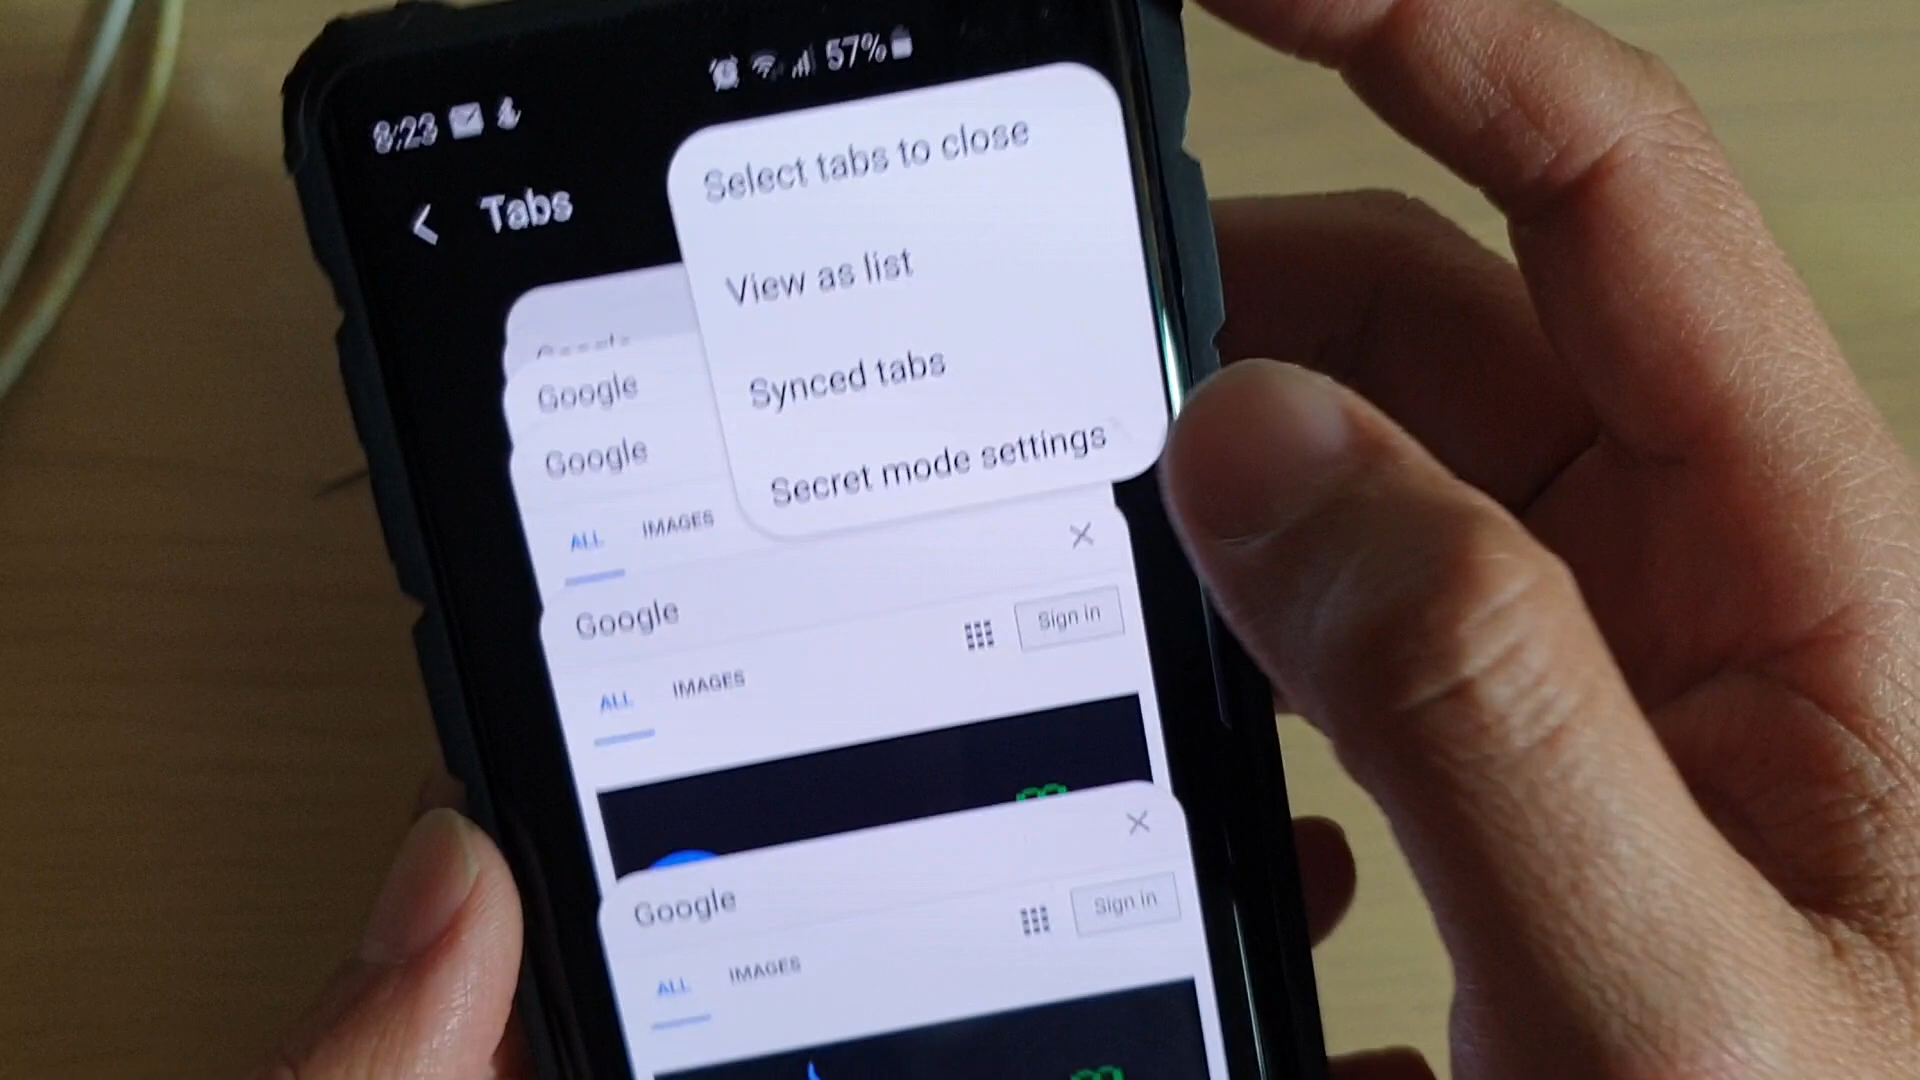 8:23 57%
Tabs
Select tabs to close
View as list
Synced tabs
Secret mode settings
Google
Google
Google
ALL IMAGES
Google
Sign in
ALL IMAGES
Google
Sign in
ALL IMAGES